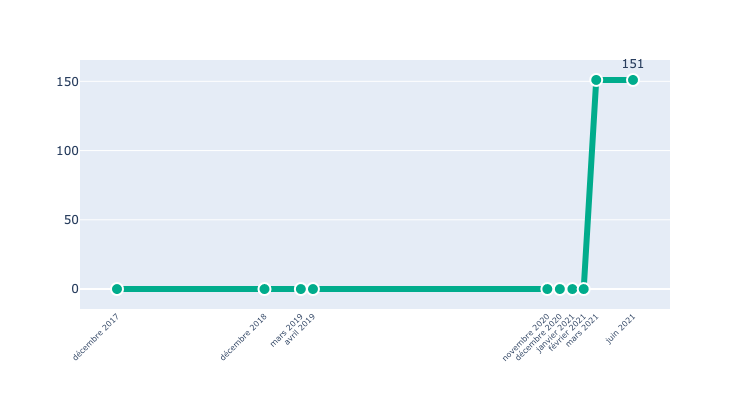 151
150
100
50
0
décembre 2017
décembre 2018
mars 2019
avril 2019
novembre 2020
décembre 2020
janvier 2021
février 2021
mars 2021
juin 2021